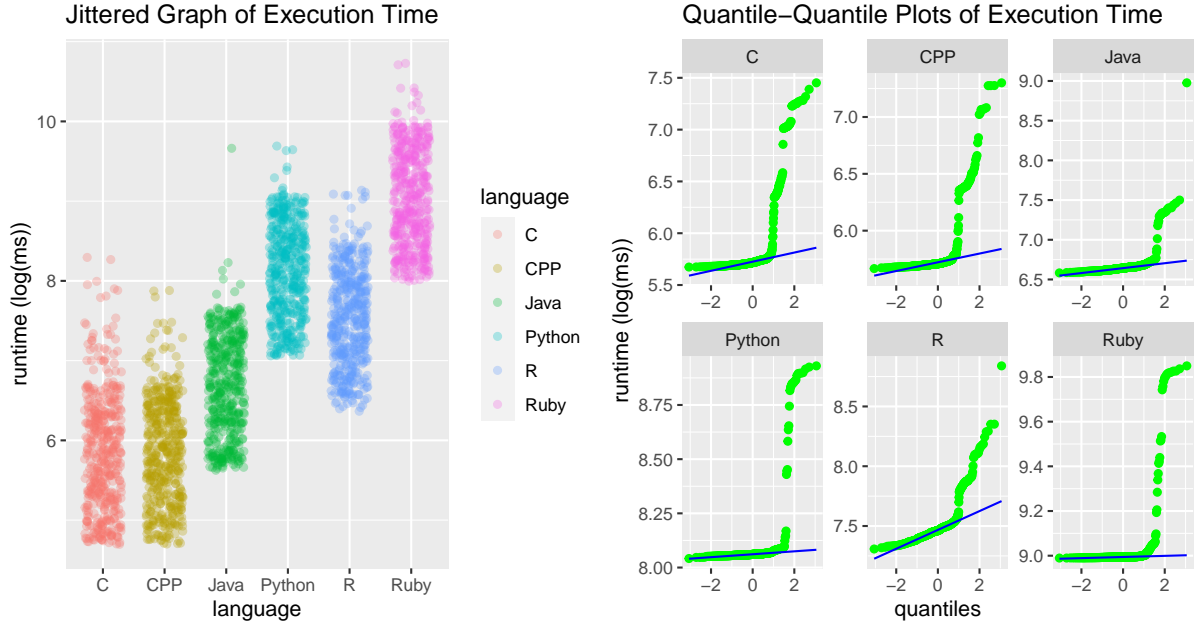 Jittered Graph of Execution Time
runtime (log(ms))
10
8
6
C CPP Java Python R Ruby
language
language
C
CPP
Java
Python
R
Ruby
Quantile−Quantile Plots of Execution Time
runtime (log(ms))
C
7.5
7.0
6.5
6.0
5.5
−2 0 2
CPP
7.0
6.5
6.0
−2 0 2
Java
9.0
8.5
8.0
7.5
7.0
6.5
−2 0 2
Python
8.75
8.50
8.25
8.00
−2 0 2
R
8.5
8.0
7.5
−2 0 2
Ruby
9.8
9.6
9.4
9.2
9.0
−2 0 2
quantiles